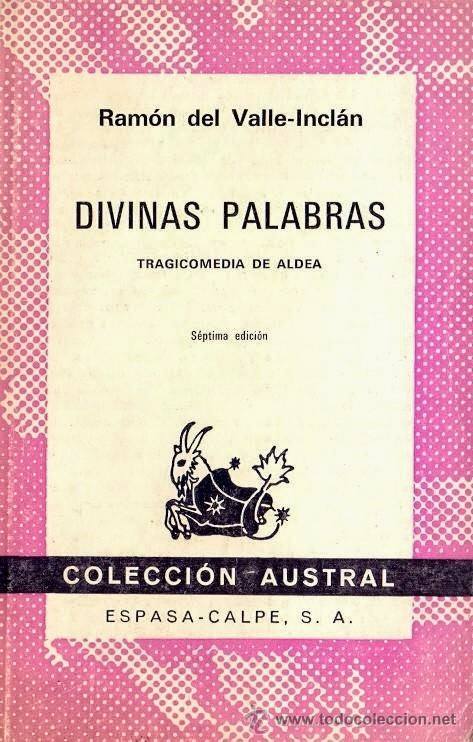 Ramón del Valle-Inclán
DIVINAS PALABRAS
TRAGICOMEDIA DE ALDEA
Séptima edición
COLECCIÓN AUSTRAL
ESPASA-CALPE, S. A.
www.todocoleccion.net